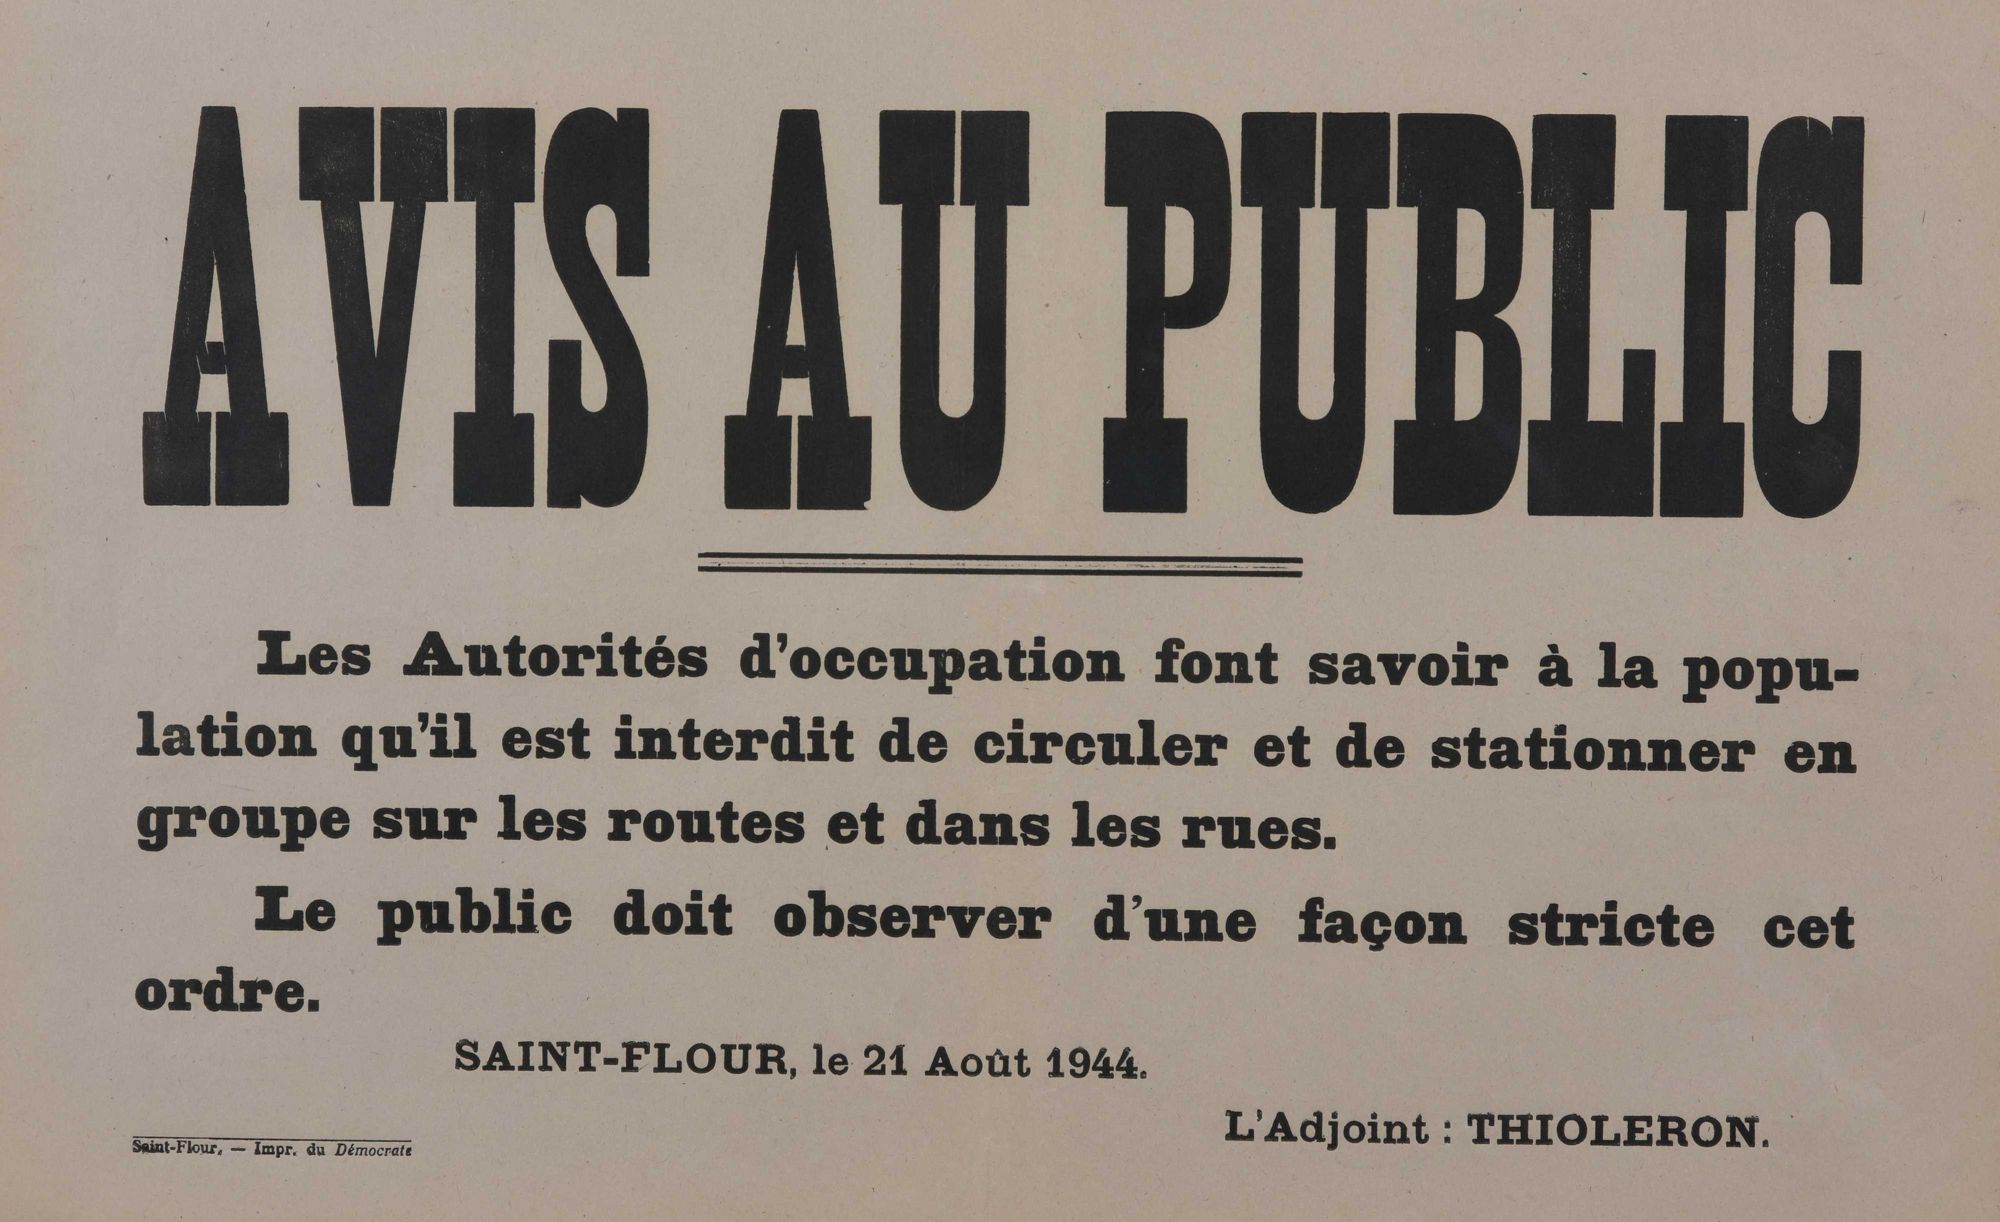 AVIS AU PUBLIC
Les Autorités d'occupation font savoir à la popu-
lation qu'il est interdit de circuler et de stationner en
groupe sur les routes et dans les rues.
Le public doit observer d'une façon stricte cet
ordre.
SAINT-FLOUR, le 21 Août 1944.
L'Adjoint : THIOLERON.
Saint-Flour. — Impr. du Démocrate